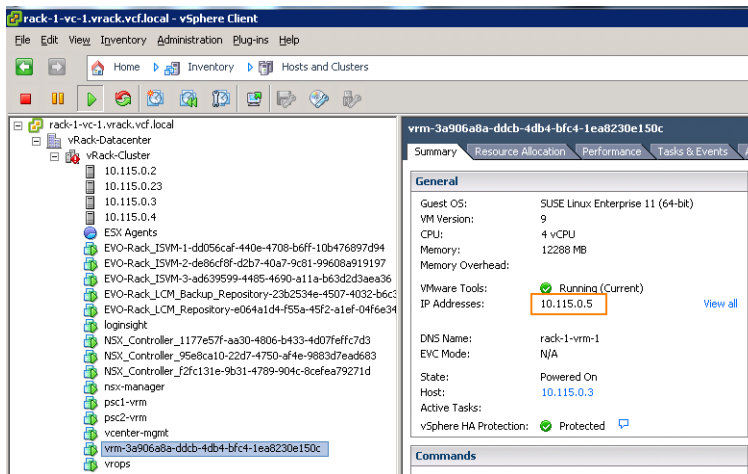 rack-1-vc-1.vrack.vcf.local - vSphere Client
File Edit View Inventory Administration Plug-ins Help
Home Inventory Hosts and Clusters
rack-1-vc-1.vrack.vcf.local
vRack-Datacenter
vRack-Cluster
10.115.0.2
10.115.0.23
10.115.0.3
10.115.0.4
ESX Agents
EVO-Rack_ISVM-1-dd056caf-440e-4708-b6ff-10b476897d94
EVO-Rack_ISVM-2-de86cf8f-d2b7-40a7-9c81-99608a919197
EVO-Rack_ISVM-3-ad639599-4485-4690-a11a-b63d2d3aea36
EVO-Rack_LCM_Backup_Repository-23b2534e-4507-4032-b6c3
EVO-Rack_LCM_Repository-e064a1d4-f55a-45f2-a1ef-04f6e34
loginsight
NSX_Controller_1177e57f-aa30-4806-b433-4d07feffc7d3
NSX_Controller_95e8ca10-22d7-4750-af4e-9883d7ead683
NSX_Controller_f2fc131e-9b31-4789-904c-8cefea79271d
nsx-manager
psc1-vrm
psc2-vrm
vcenter-mgmt
vrm-3a906a8a-ddcb-4db4-bfc4-1ea8230e150c
vrops
vrm-3a906a8a-ddcb-4db4-bfc4-1ea8230e150c
Summary Resource Allocation Performance Tasks & Events
General
Guest OS: SUSE Linux Enterprise 11 (64-bit)
VM Version: 9
CPU: 4 vCPU
Memory: 12288 MB
Memory Overhead:
VMware Tools: Running (Current)
IP Addresses: 10.115.0.5 View all
DNS Name: rack-1-vrm-1
EVC Mode: N/A
State: Powered On
Host: 10.115.0.3
Active Tasks:
vSphere HA Protection: Protected
Commands